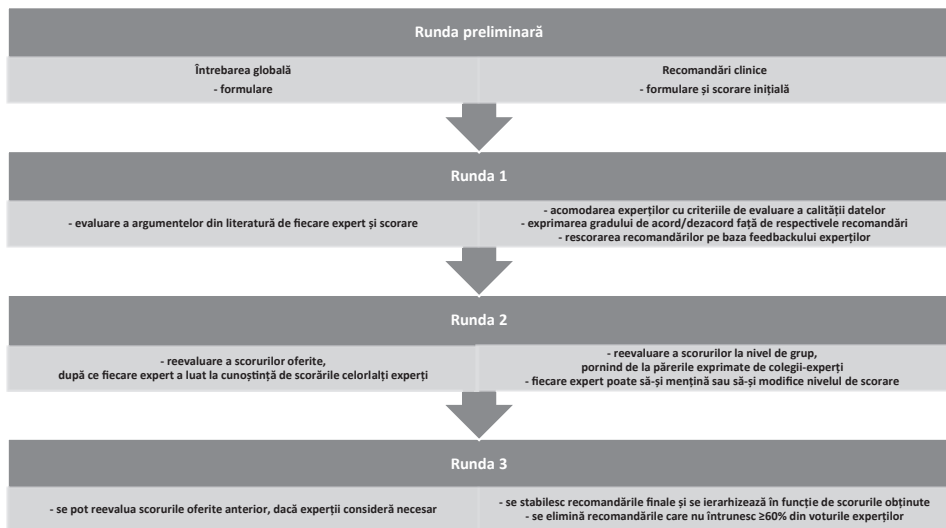 Runda preliminară
Întrebarea globală
- formulare
Recomandări clinice
- formulare și scorare inițială
Runda 1
- evaluare a argumentelor din literatură de fiecare expert și scorare
- acomodarea experților cu criteriile de evaluare a calității datelor
- exprimarea gradului de acord/dezacord față de respectivele recomandări
- rescorarea recomandărilor pe baza feedbackului experților
Runda 2
- reevaluare a scorurilor oferite,
după ce fiecare expert a luat la cunoștință de scorările celorlalți experți
- reevaluare a scorurilor la nivel de grup,
pornind de la părerile exprimate de colegii-experți
- fiecare expert poate să-și mențină sau să-și modifice nivelul de scorare
Runda 3
- se pot reevalua scorurile oferite anterior, dacă experții consideră necesar
- se stabilesc recomandările finale și se ierarhizează în funcție de scorurile obținute
- se elimină recomandările care nu întrunesc ≥60% din voturile experților